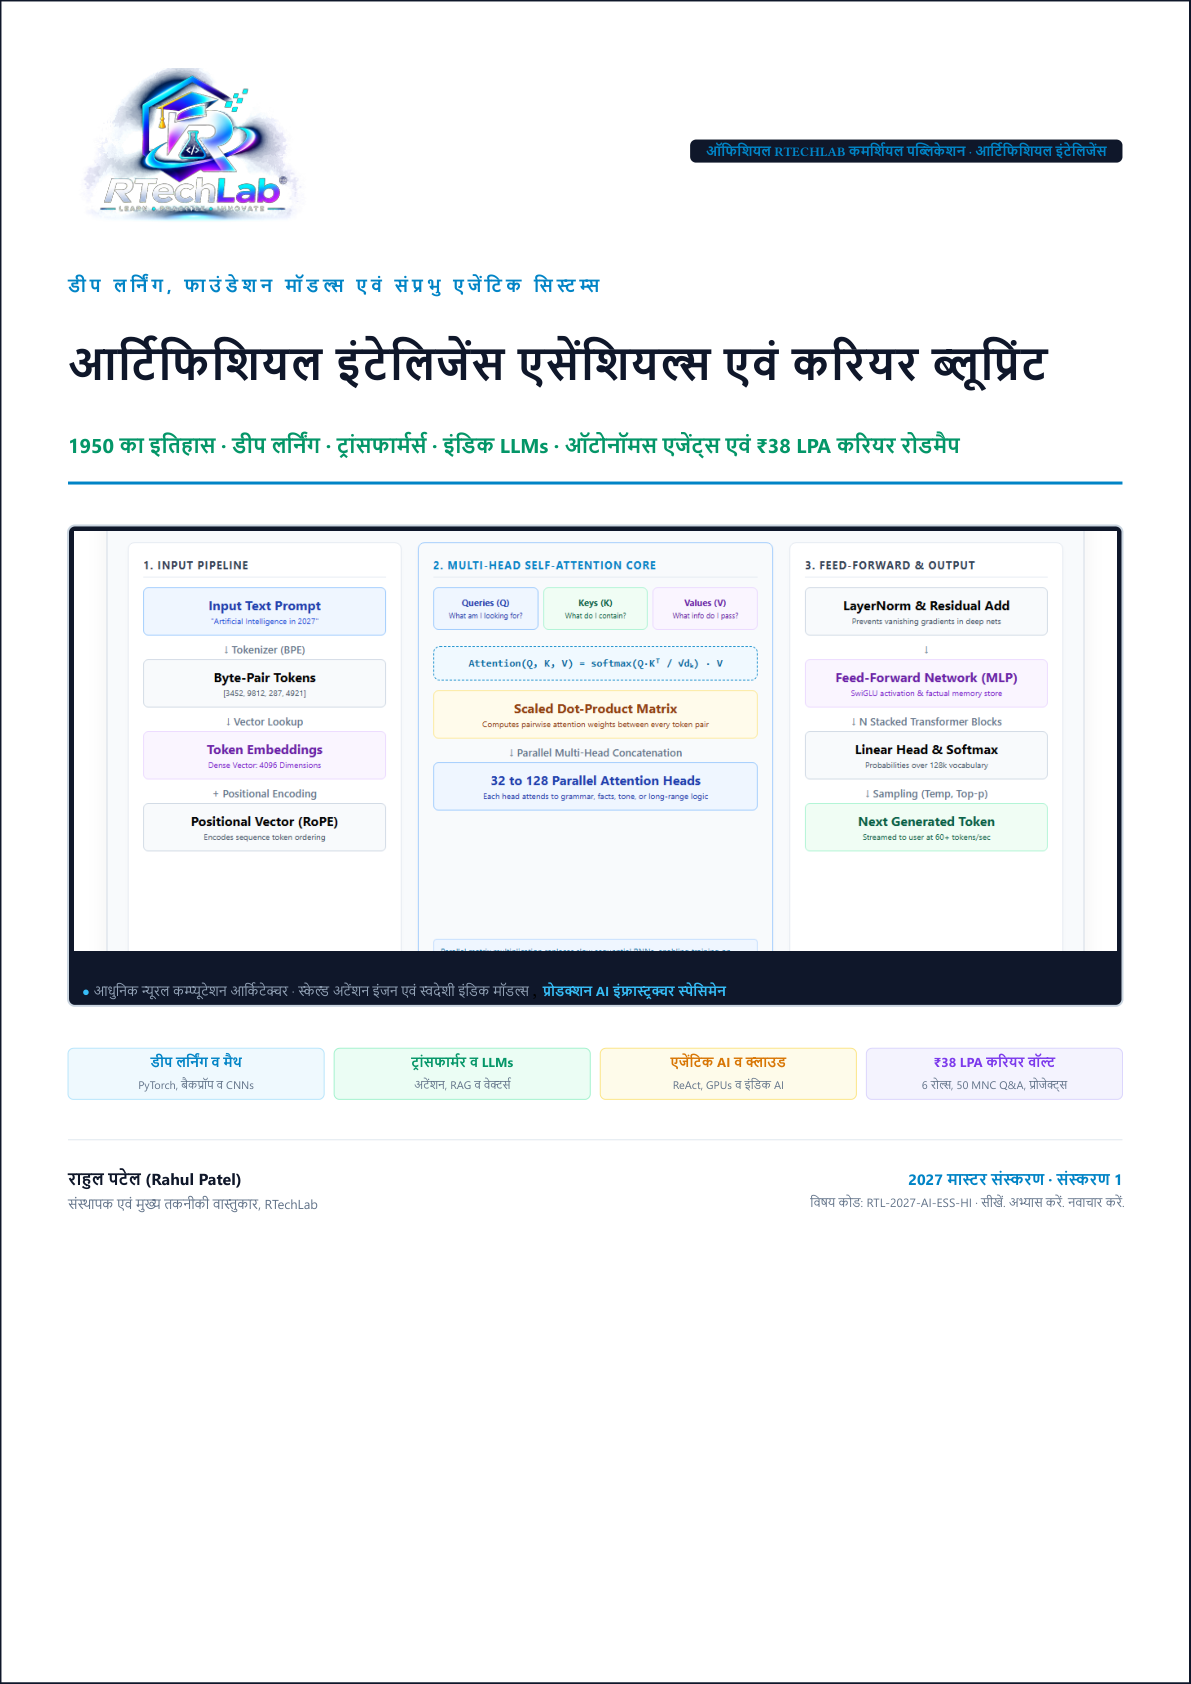 RTechLab
ऑफिशियल RTECHLAB कमर्शियल पब्लिकेशन · आर्टिफिशियल इंटेलिजेंस
डीप लर्निंग, फाउंडेशन मॉडल्स एवं संप्रभु एजेंटिक सिस्टम्स
आर्टिफिशियल इंटेलिजेंस एसेंशियल्स एवं करियर ब्लूप्रिंट
1950 का इतिहास · डीप लर्निंग · ट्रांसफार्मर्स · इंडिक LLMs · ऑटोनॉमस एजेंट्स एवं ₹38 LPA करियर रोडमैप
1. INPUT PIPELINE
Input Text Prompt
"Artificial Intelligence in 2027"
↓ Tokenizer (BPE)
Byte-Pair Tokens
[3452, 9812, 287, 4921]
↓ Vector Lookup
Token Embeddings
Dense Vector: 4096 Dimensions
+ Positional Encoding
Positional Vector (RoPE)
Encodes sequence token ordering
2. MULTI-HEAD SELF-ATTENTION CORE
Queries (Q)
What am I looking for?
Keys (K)
What do I contain?
Values (V)
What info do I pass?
Attention(Q, K, V) = softmax(Q·Kᵀ / √dₖ) · V
Scaled Dot-Product Matrix
Computes pairwise attention weights between every token pair
↓ Parallel Multi-Head Concatenation
32 to 128 Parallel Attention Heads
Each head attends to grammar, facts, tone, or long-range logic
3. FEED-FORWARD & OUTPUT
LayerNorm & Residual Add
Prevents vanishing gradients in deep nets
↓
Feed-Forward Network (MLP)
SwiGLU activation & factual memory store
↓ N Stacked Transformer Blocks
Linear Head & Softmax
Probabilities over 128k vocabulary
↓ Sampling (Temp, Top-p)
Next Generated Token
Streamed to user at 60+ tokens/sec
● आधुनिक न्यूरल कम्प्यूटेशन आर्किटेक्चर · स्केल्ड अटेंशन इंजन एवं स्वदेशी इंडिक मॉडल्स प्रोडक्शन AI इंफ्रास्ट्रक्चर स्पेसिमेन
डीप लर्निंग व मैथ
PyTorch, बैकप्रॉप व CNNs
ट्रांसफार्मर व LLMs
अटेंशन, RAG व वेक्टर्स
एजेंटिक AI व क्लाउड
ReAct, GPUs व इंडिक AI
₹38 LPA करियर वॉल्ट
6 रोल्स, 50 MNC Q&A, प्रोजेक्ट्स
राहुल पटेल (Rahul Patel)
संस्थापक एवं मुख्य तकनीकी वास्तुकार, RTechLab
2027 मास्टर संस्करण · संस्करण 1
विषय कोड: RTL-2027-AI-ESS-HI · सीखें. अभ्यास करें. नवाचार करें.